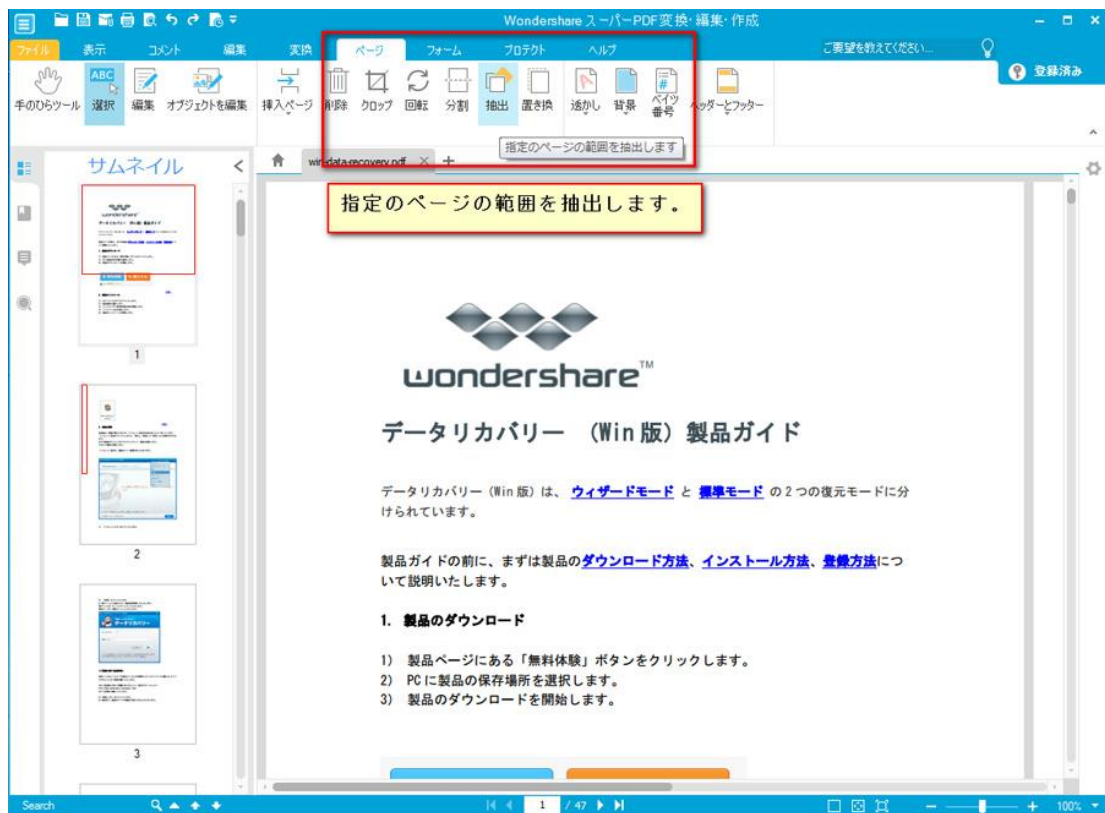 Wondershare スーパーPDF変換・編集・作成
ファイル 表示 コメント 編集 変換 ページ フォーム プロテクト ヘルプ ご要望を教えてください... 登録済み
ABC
手のひらツール 選択 編集 オブジェクトを編集 挿入ページ 削除 クロップ 回転 分割 抽出 置き換 透かし 背景 ベイツ番号 ヘッダーとフッター
指定のページの範囲を抽出します
サムネイル
win-data-recovery.pdf
指定のページの範囲を抽出します。
wondershare™
データリカバリー (Win版) 製品ガイド
データリカバリー (Win版) は、 ウィザードモード と 標準モード の2つの復元モードに分
けられています。
製品ガイドの前に、まずは製品のダウンロード方法、インストール方法、登録方法につ
いて説明いたします。
1. 製品のダウンロード
1) 製品ページにある「無料体験」ボタンをクリックします。
2) PCに製品の保存場所を選択します。
3) 製品のダウンロードを開始します。
1
2
3
Search 1 / 47 100%